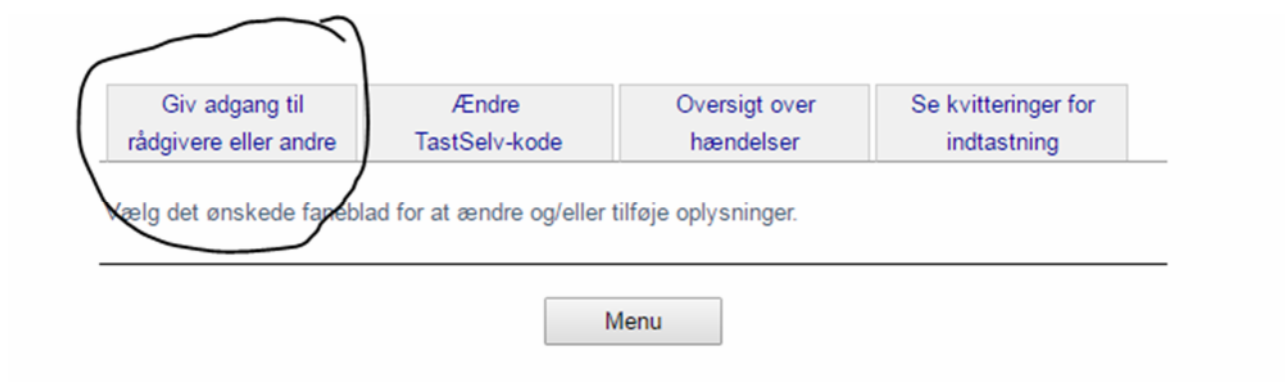 Giv adgang til
rådgivere eller andre
Ændre
TastSelv-kode
Oversigt over
hændelser
Se kvitteringer for
indtastning
Vælg det ønskede faneblad for at ændre og/eller tilføje oplysninger.
Menu